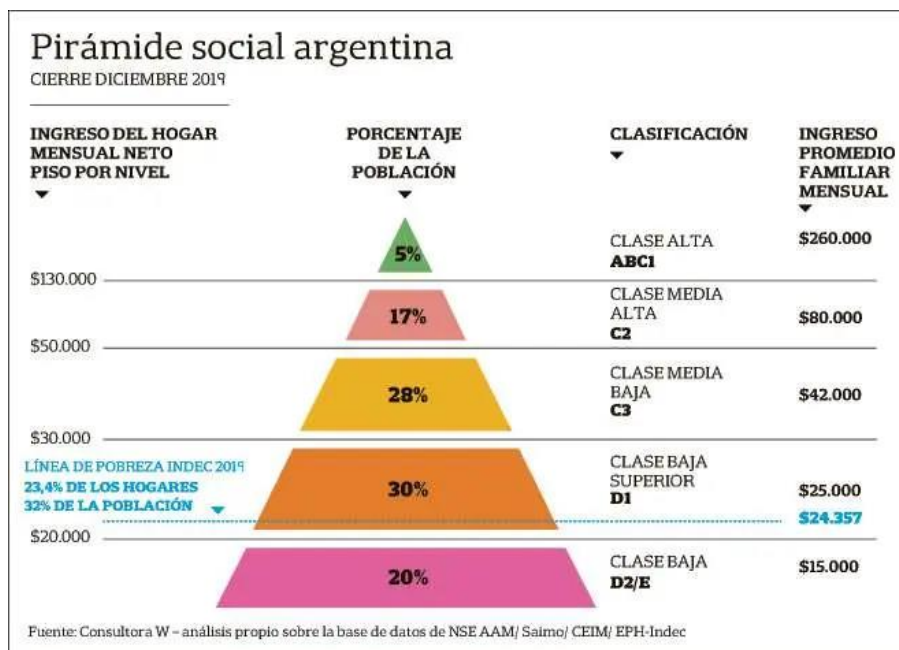 Pirámide social argentina
CIERRE DICIEMBRE 2019
INGRESO DEL HOGAR
MENSUAL NETO
PISO POR NIVEL
PORCENTAJE
DE LA
POBLACIÓN
CLASIFICACIÓN
INGRESO
PROMEDIO
FAMILIAR
MENSUAL
5%
CLASE ALTA
ABC1
$260.000
$130.000
17%
CLASE MEDIA
ALTA
C2
$80.000
$50.000
28%
CLASE MEDIA
BAJA
C3
$42.000
$30.000
LÍNEA DE POBREZA INDEC 2019
23,4% DE LOS HOGARES
32% DE LA POBLACIÓN
30%
CLASE BAJA
SUPERIOR
D1
$25.000
$24.357
$20.000
20%
CLASE BAJA
D2/E
$15.000
Fuente: Consultora W – análisis propio sobre la base de datos de NSE AAM/ Saimo/ CEIM/ EPH-Indec